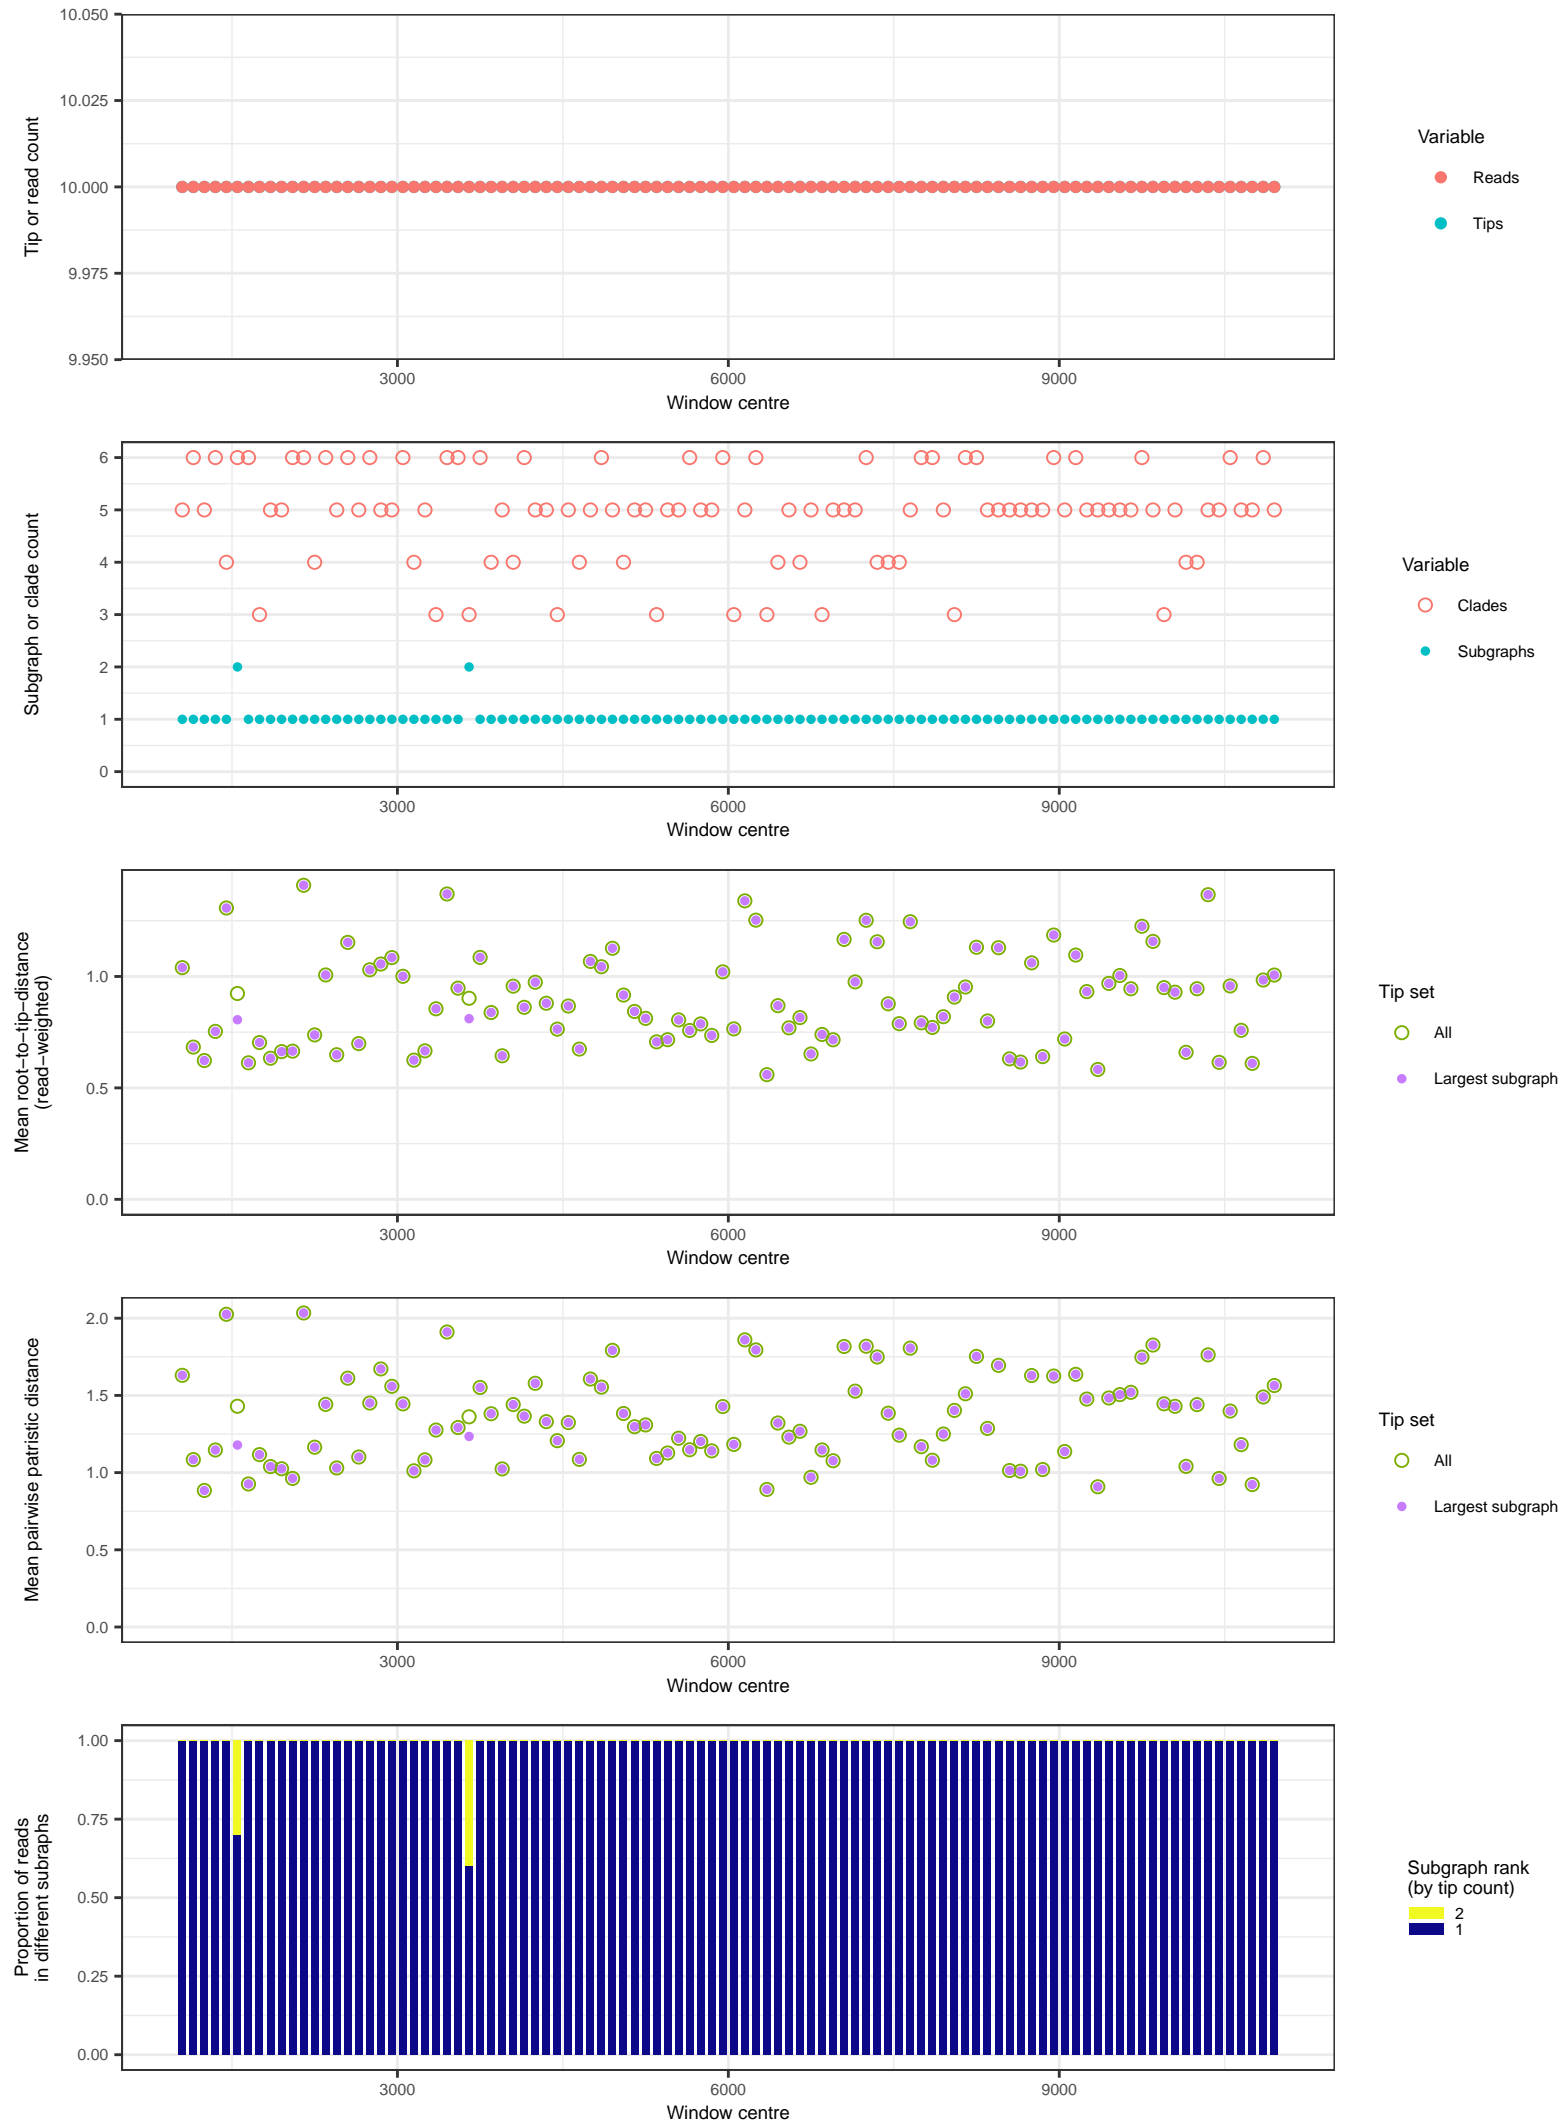 10.050
10.025
10.000
9.975
9.950
Tip or read count
3000
6000
9000
Window centre
Variable
Reads
Tips
6
5
4
3
2
1
0
Subgraph or clade count
3000
6000
9000
Window centre
Variable
Clades
Subgraphs
1.0
0.5
0.0
Mean root−to−tip−distance
(read−weighted)
3000
6000
9000
Window centre
Tip set
All
Largest subgraph
2.0
1.5
1.0
0.5
0.0
Mean pairwise patristic distance
3000
6000
9000
Window centre
Tip set
All
Largest subgraph
1.00
0.75
0.50
0.25
0.00
Proportion of reads
in different subraphs
3000
6000
9000
Window centre
Subgraph rank
(by tip count)
2
1